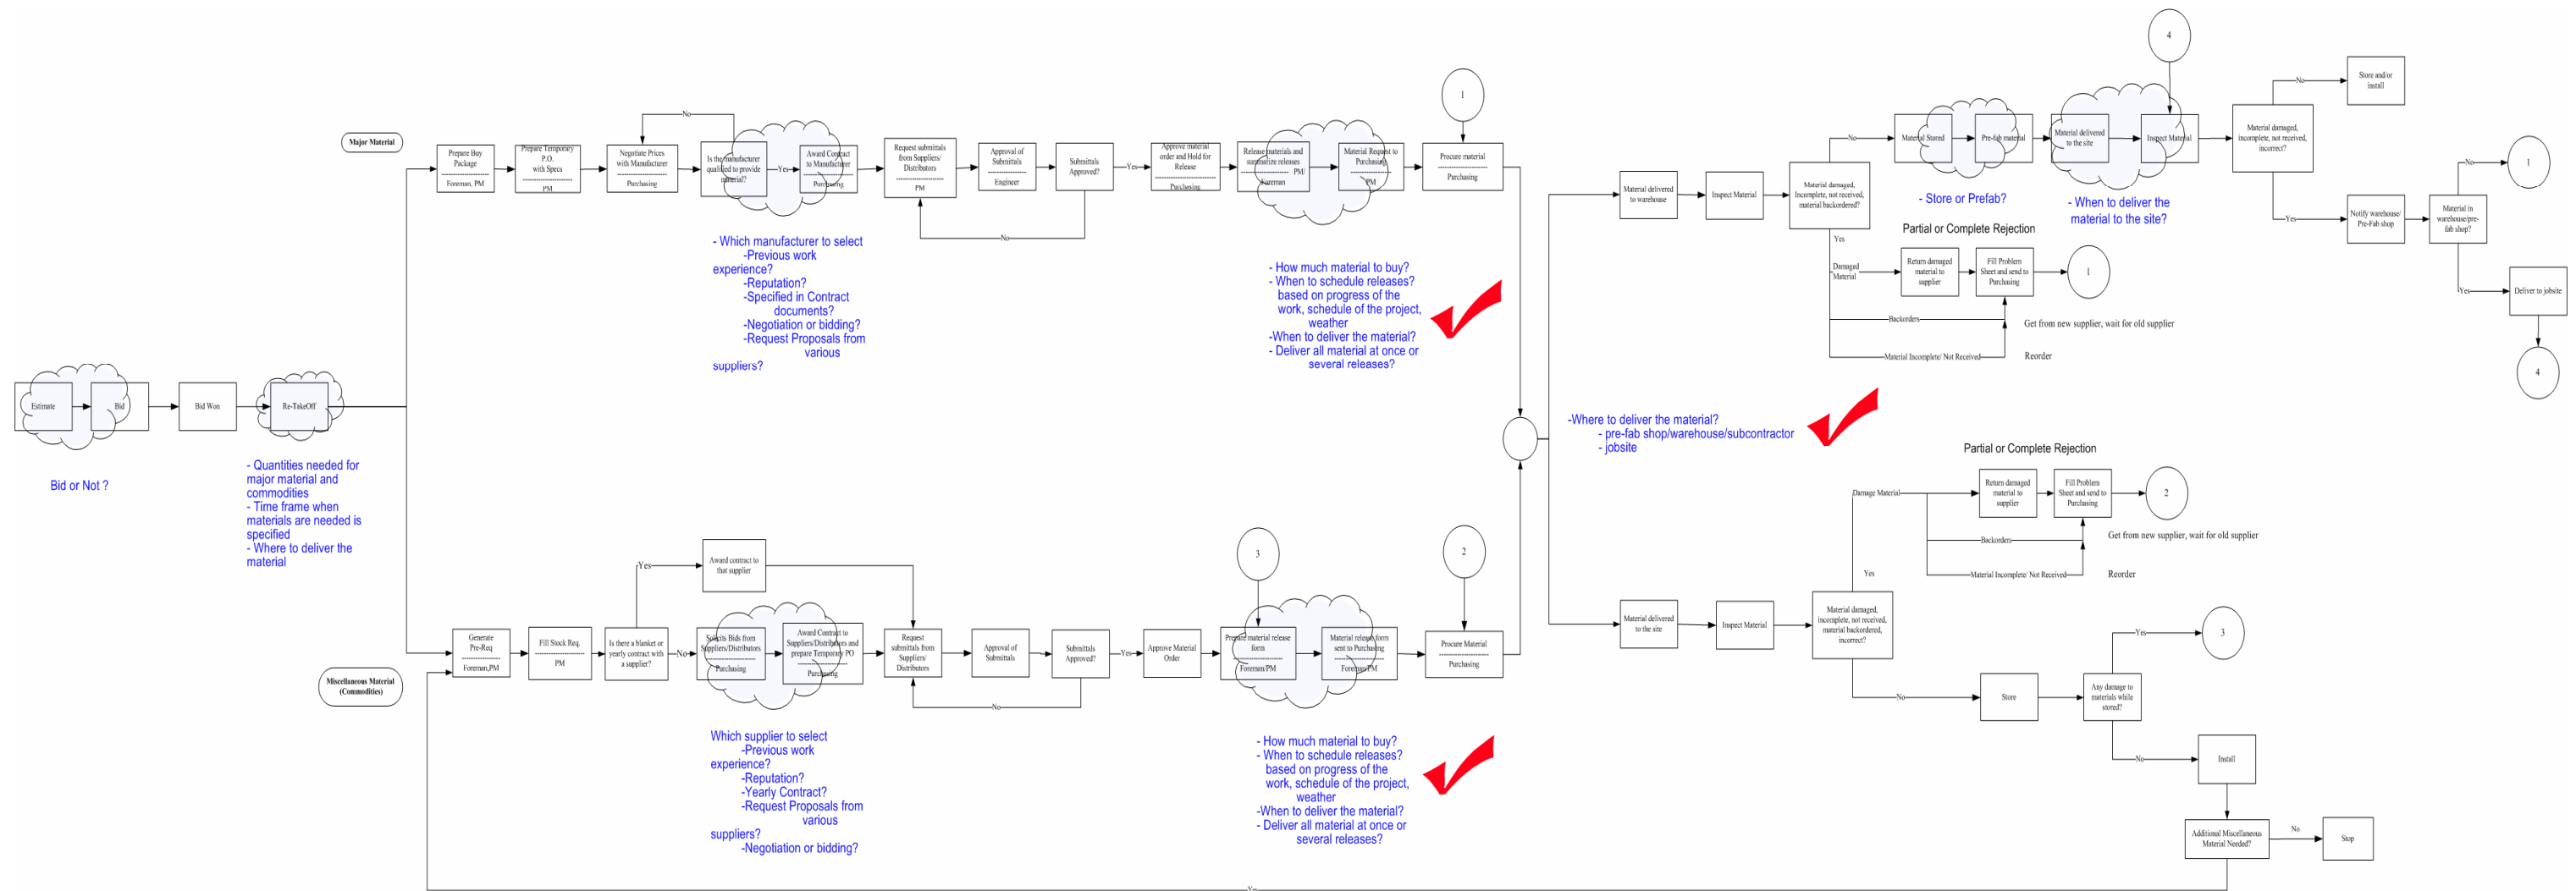 Estimate
Bid
Bid or Not ?
Bid Won
Re-TakeOff
- Quantities needed for
major material and
commodities
- Time frame when
materials are needed is
specified
- Where to deliver the
material
Major Material
Prepare Buy
Package
Foreman, PM
Prepare Temporary
P.O.
with Specs
PM
Negotiate Prices
with Manufacturer
Purchasing
No
Is the manufacturer
qualified to provide
material?
Yes
Award Contract
to Manufacturer
Purchasing
- Which manufacturer to select
-Previous work
experience?
-Reputation?
-Specified in Contract
documents?
-Negotiation or bidding?
-Request Proposals from
various
suppliers?
Request submittals
from Suppliers/
Distributors
PM
Approval of
Submittals
Engineer
Submittals
Approved?
No
Yes
Approve material
order and Hold for
Release
Purchasing
Release materials and
summarize releases
PM/
Foreman
Material Request to
Purchasing
PM
- How much material to buy?
- When to schedule releases?
based on progress of the
work, schedule of the project,
weather
-When to deliver the material?
- Deliver all material at once or
several releases?
1
Procure material
Purchasing
Miscellaneous Material
(Commodities)
Generate
Pre-Req
Foreman,PM
Fill Stock Req.
PM
Is there a blanket or
yearly contract with
a supplier?
Yes
Award contract to
that supplier
No
Solicits Bids from
Suppliers/Distributors
Purchasing
Award Contract to
Suppliers/Distributors and
prepare Temporary PO
Purchasing
Which supplier to select
-Previous work
experience?
-Reputation?
-Yearly Contract?
-Request Proposals from
various
suppliers?
-Negotiation or bidding?
Request
submittals from
Suppliers/
Distributors
Approval of
Submittals
Submittals
Approved?
No
Yes
Approve Material
Order
3
Prepare material release
form
Foreman/PM
Material release form
sent to Purchasing
Foreman/PM
- How much material to buy?
- When to schedule releases?
based on progress of the
work, schedule of the project,
weather
-When to deliver the material?
- Deliver all material at once or
several releases?
2
Procure Material
Purchasing
-Where to deliver the material?
- pre-fab shop/warehouse/subcontractor
- jobsite
Material delivered
to warehouse
Inspect Material
Material damaged,
Incomplete, not received,
material backordered?
No
Material Stored
Pre-fab material
- Store or Prefab?
Material delivered
to the site
4
Inspect Material
- When to deliver the
material to the site?
Material damaged,
incomplete, not received,
incorrect?
No
Store and/or
install
Yes
Notify warehouse/
Pre-Fab shop
Material in
warehouse/pre-
fab shop?
No
1
Yes
Deliver to jobsite
4
Partial or Complete Rejection
Yes
Damaged
Material
Return damaged
material to
supplier
Fill Problem
Sheet and send to
Purchasing
1
Backorders
Get from new supplier, wait for old supplier
Material Incomplete/ Not Received
Reorder
Partial or Complete Rejection
Material delivered
to the site
Inspect Material
Material damaged,
incomplete, not received,
material backordered,
incorrect?
Yes
Damage Material
Return damaged
material to
supplier
Fill Problem
Sheet and send to
Purchasing
2
Backorders
Get from new supplier, wait for old supplier
Material Incomplete/ Not Received
Reorder
No
Store
Any damage to
materials while
stored?
Yes
3
No
Install
Additional Miscellaneous
Material Needed?
No
Stop
Yes